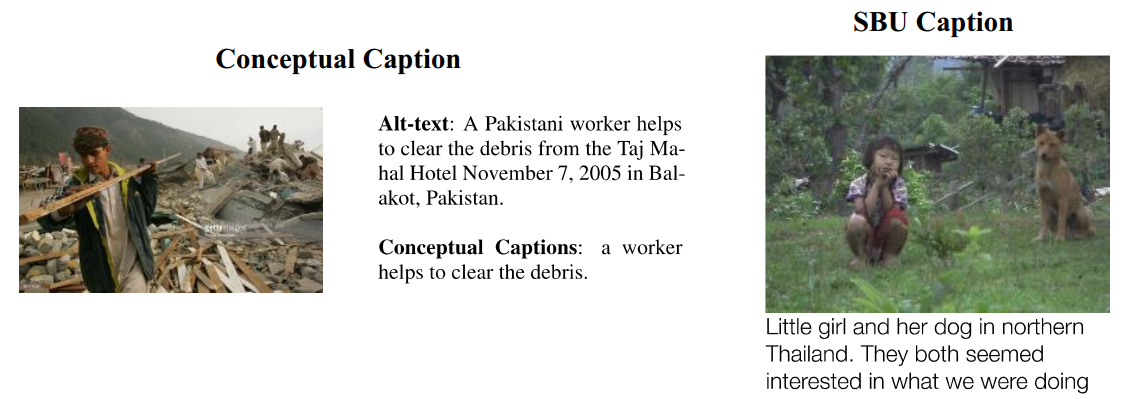 Conceptual Caption
Alt-text: A Pakistani worker helps
to clear the debris from the Taj Ma-
hal Hotel November 7, 2005 in Bal-
akot, Pakistan.
Conceptual Captions: a worker
helps to clear the debris.
gettyimages
SBU Caption
Little girl and her dog in northern
Thailand. They both seemed
interested in what we were doing